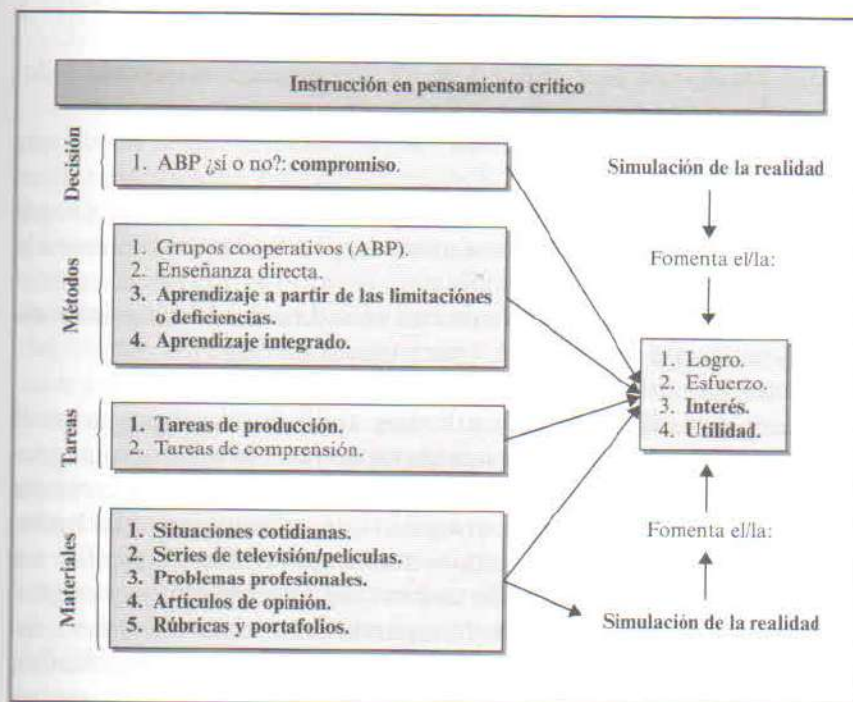 Instrucción en pensamiento crítico
Decisión
1. ABP ¿sí o no?: compromiso.
Métodos
1. Grupos cooperativos (ABP).
2. Enseñanza directa.
3. Aprendizaje a partir de las limitaciónes
o deficiencias.
4. Aprendizaje integrado.
Tareas
1. Tareas de producción.
2. Tareas de comprensión.
Materiales
1. Situaciones cotidianas.
2. Series de televisión/películas.
3. Problemas profesionales.
4. Artículos de opinión.
5. Rúbricas y portafolios.
Simulación de la realidad
Fomenta el/la:
1. Logro.
2. Esfuerzo.
3. Interés.
4. Utilidad.
Fomenta el/la:
Simulación de la realidad